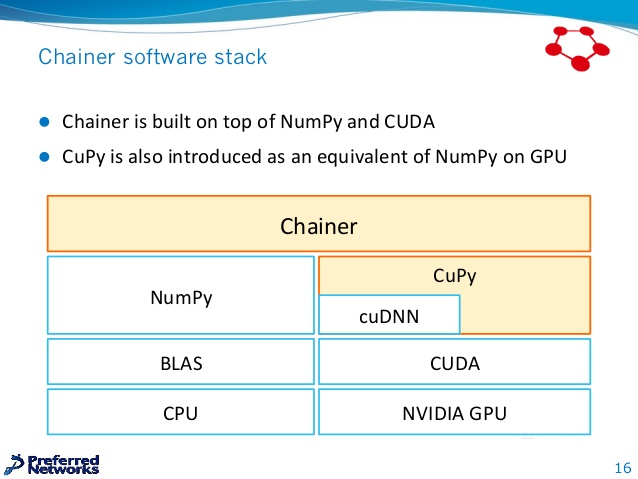 Chainer software stack
Chainer is built on top of NumPy and CUDA
CuPy is also introduced as an equivalent of NumPy on GPU
Chainer
NumPy
CuPy
cuDNN
BLAS
CUDA
CPU
NVIDIA GPU
Preferred
Networks
16